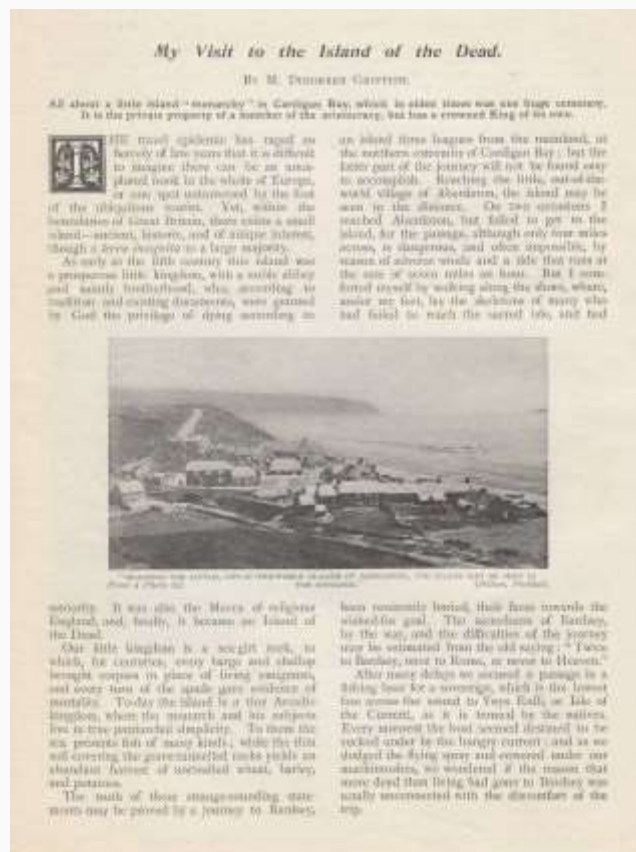 My Visit to the Island of the Dead.
All about a little island "monarchy" in Cardigan Bay, which in olden times was one huge cemetery.
It is the private property of a member of the aristocracy, but has a crowned King of its own.
THE travel epidemic has raged so
fiercely of late years that it is difficult
to imagine there can be an unex-
plored nook in the whole of Europe,
or one spot untraversed by the foot
of the ubiquitous tourist. Yet, within the
boundaries of Great Britain, there exists a small
island—ancient, historic, and of unique interest,
though a terra incognita to a large majority.
As early as the fifth century this island was
a prosperous little kingdom, with a noble abbey
and saintly brotherhood, who, according to
tradition and existing documents, were granted
by God the privilege of dying according to
seniority. It was also the Mecca of religious
England, and, finally, it became an Island of
the Dead.
Our little kingdom is a sea-girt rock, to
which, for centuries, every barge and shallop
brought corpses in place of living emigrants,
and every turn of the spade gave evidence of
mortality. To-day the island is a tiny Arcadic
kingdom, where the monarch and his subjects
live in true patriarchal simplicity. To them the
sea presents fish of many kinds, while the thin
soil covering the grave-tunnelled rocks yields an
abundant harvest of unrivalled wheat, barley,
and potatoes.
The truth of these strange-sounding state-
ments may be proved by a journey to Bardsey,
an island three leagues from the mainland, at
the northern extremity of Cardigan Bay; but the
latter part of the journey will not be found easy
to accomplish. Reaching the little, out-of-the-
world village of Aberdaron, the island may be
seen in the distance. On two occasions I
reached Aberdaron, but failed to get to the
island, for the passage, although only four miles
across, is dangerous, and often impossible, by
reason of adverse winds and a tide that runs at
the rate of seven miles an hour. But I com-
forted myself by walking along the shore, where,
under my feet, lay the skeletons of many who
had failed to reach the sacred isle, and had
been reverently buried, their faces towards the
wished-for goal. The sacredness of Bardsey,
by the way, and the difficulties of the journey
may be estimated from the old saying: "Twice
to Bardsey, once to Rome, or never to Heaven."
After many delays we secured a passage in a
fishing boat for a sovereign, which is the lowest
fare across the sound to Ynys Enlli, or Isle of
the Current, as it is termed by the natives.
Every moment the boat seemed destined to be
sucked under by the hungry current; and as we
dodged the flying spray and cowered under our
mackintoshes, we wondered if the reason that
more dead than living had gone to Bardsey was
totally unconnected with the discomfort of the
trip.